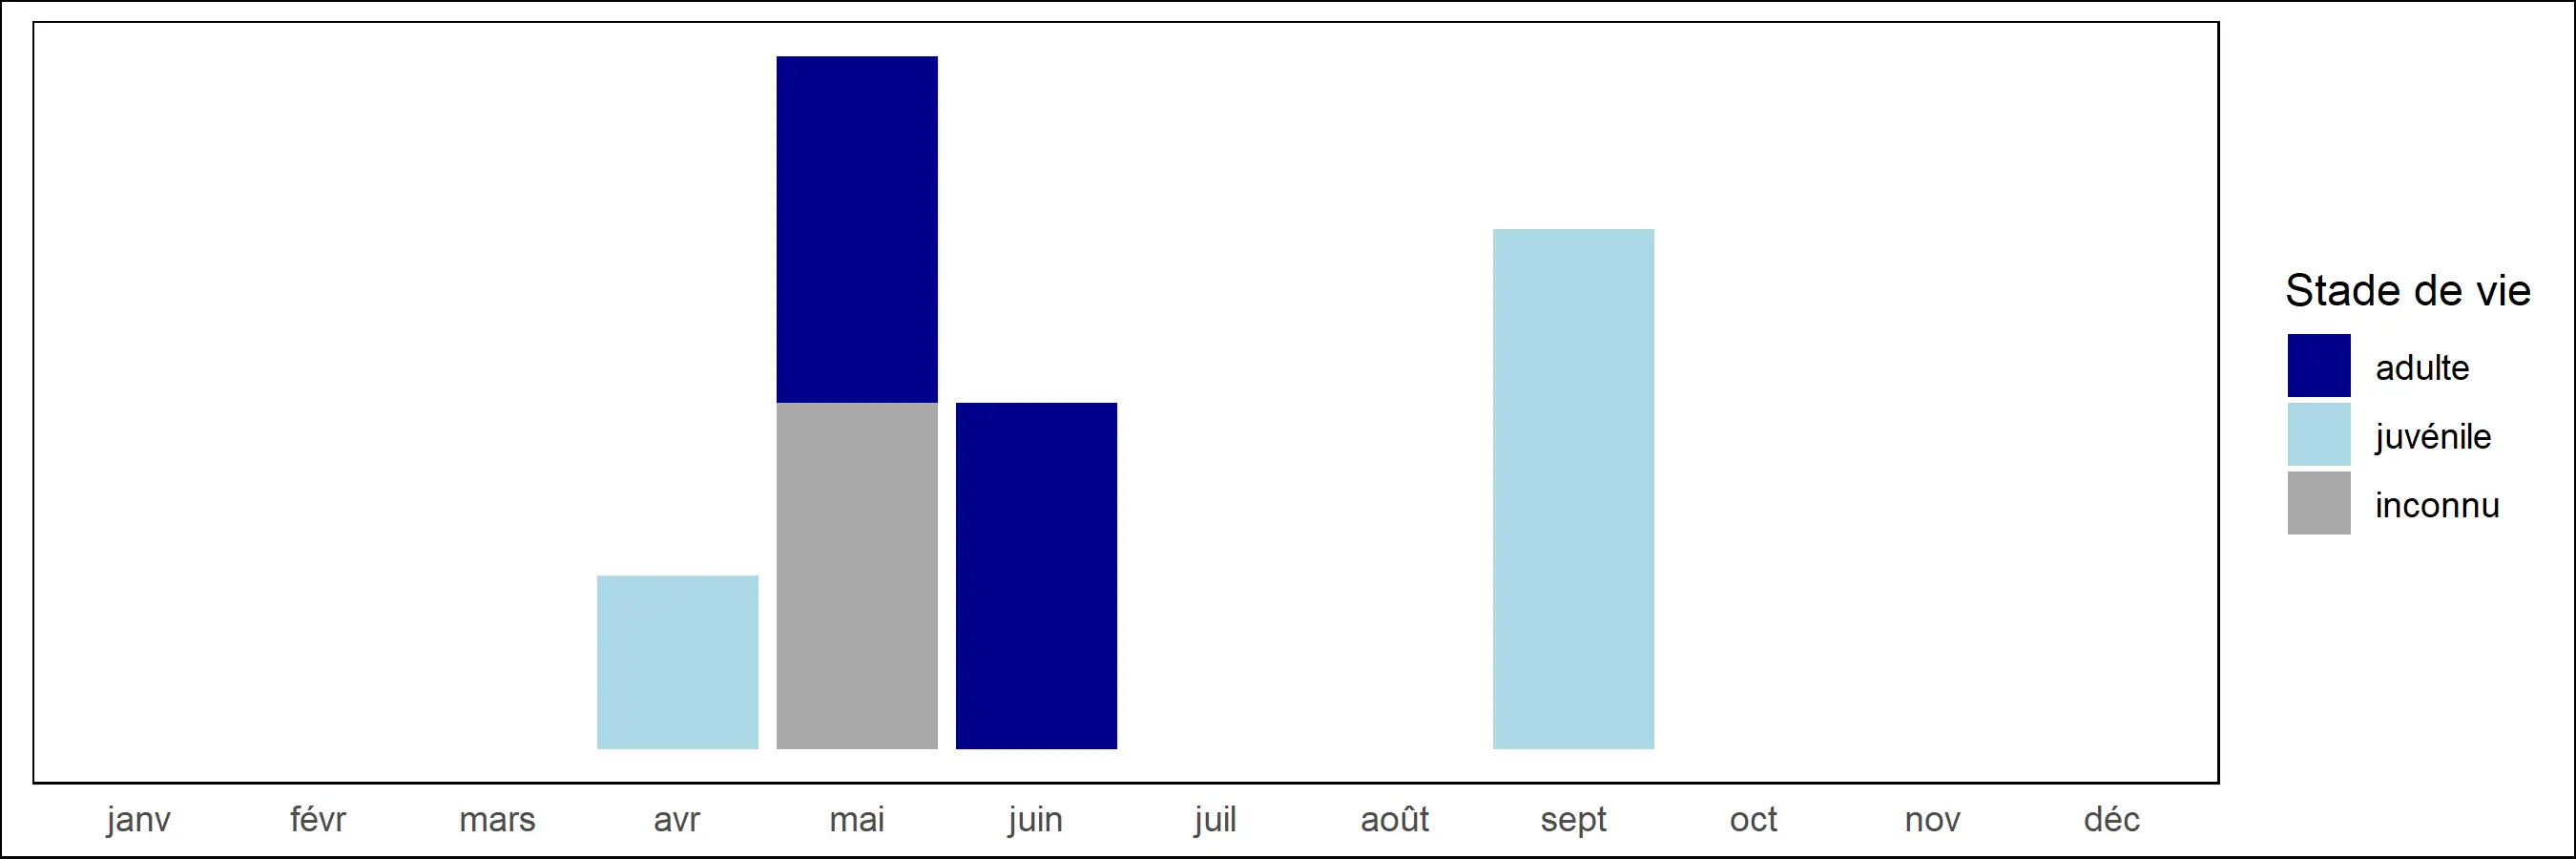 Stade de vie
adulte
juvénile
inconnu
janv févr mars avr mai juin juil août sept oct nov déc